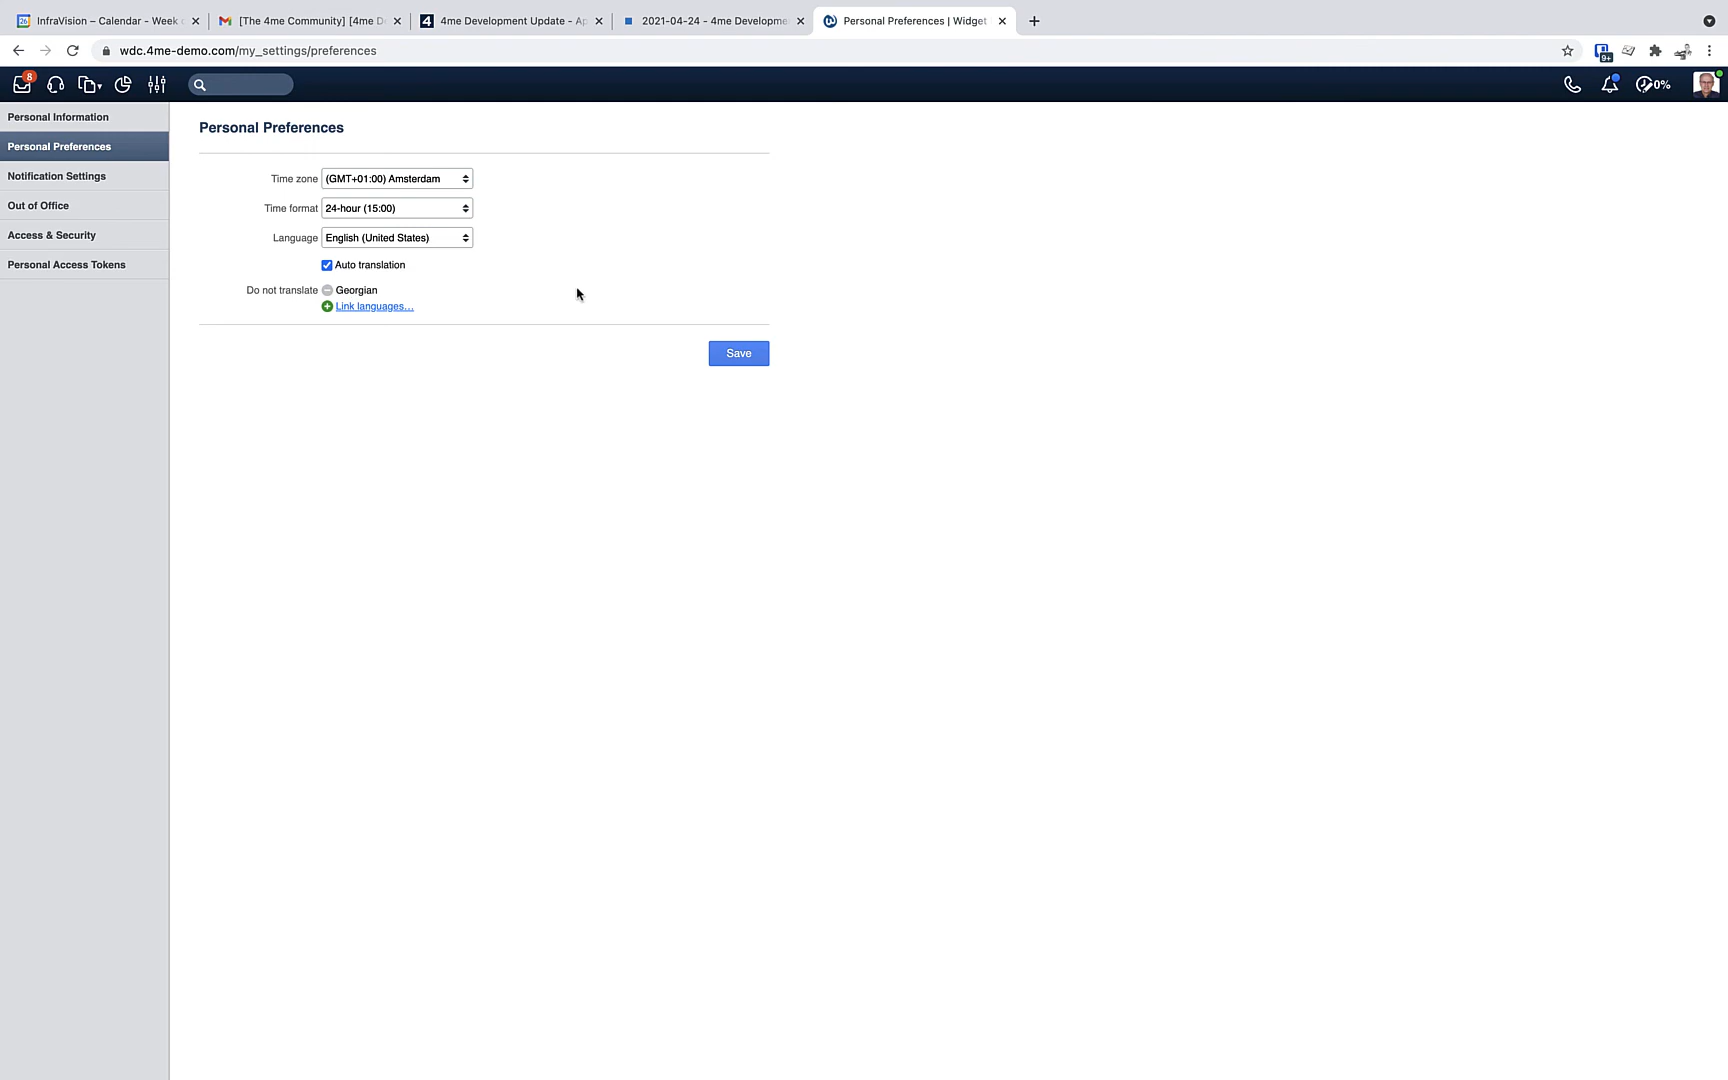 InfraVision – Calendar – Week
[The 4me Community] [4me D
4me Development Update - Ap
2021-04-24 - 4me Developme
Personal Preferences | Widget
wdc.4me-demo.com/my_settings/preferences
9+
8
0%
Personal Information
Personal Preferences
Notification Settings
Out of Office
Access & Security
Personal Access Tokens
Personal Preferences
Time zone (GMT+01:00) Amsterdam
Time format 24-hour (15:00)
Language English (United States)
Auto translation
Do not translate Georgian
Link languages…
Save